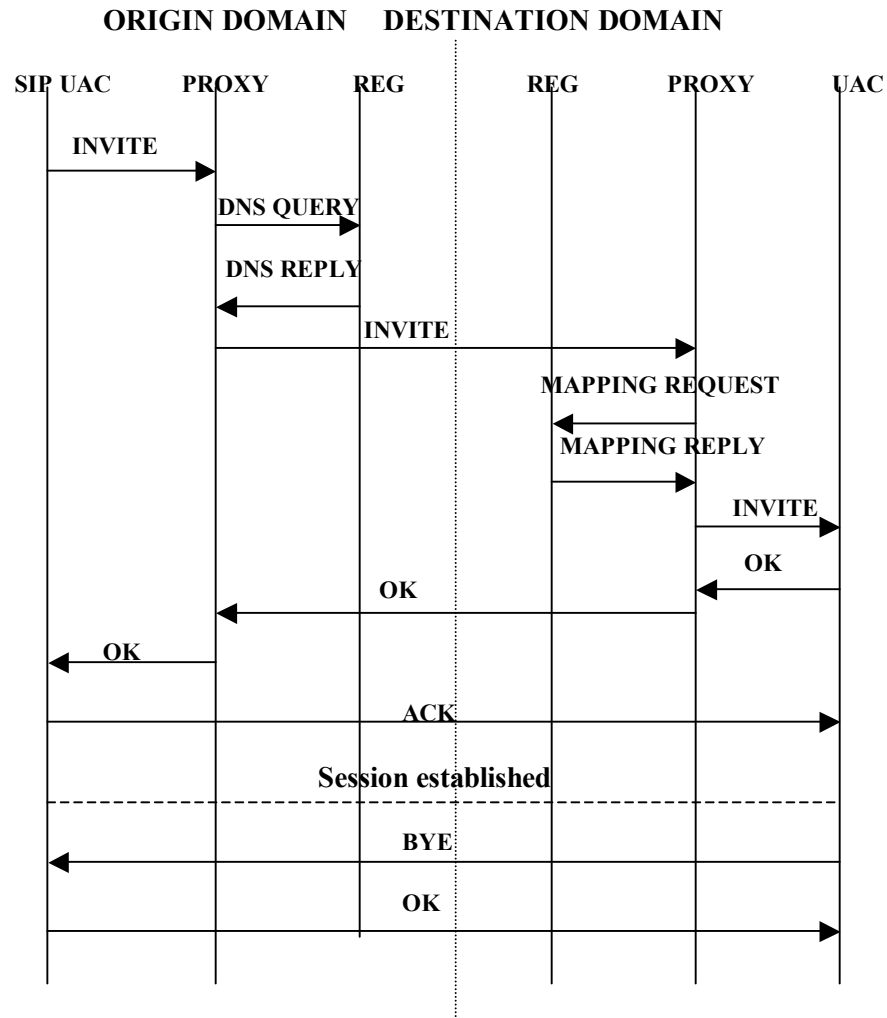 ORIGIN DOMAIN DESTINATION DOMAIN
SIP UAC PROXY REG REG PROXY UAC
INVITE
DNS QUERY
DNS REPLY
INVITE
MAPPING REQUEST
MAPPING REPLY
INVITE
OK
OK
OK
ACK
Session established
BYE
OK